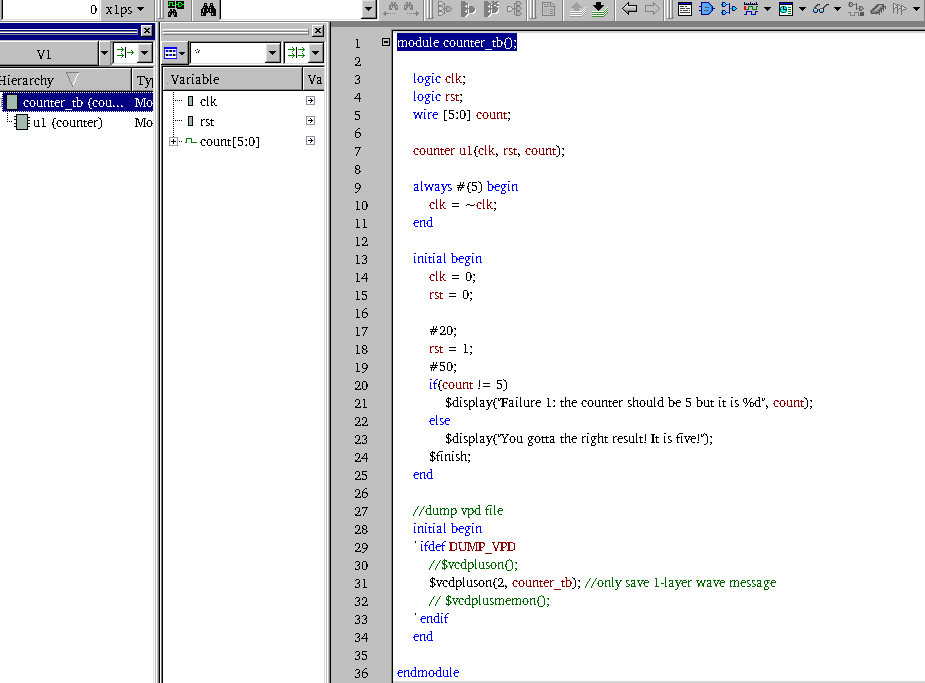 0 x1ps
V1
Hierarchy Ty
counter_tb (cou... Mo
u1 (counter) Mo
*
Variable Va
clk
rst
count[5:0]
1 module counter_tb();
2
3 logic clk;
4 logic rst;
5 wire [5:0] count;
6
7 counter u1(clk, rst, count);
8
9 always #(5) begin
10 clk = ~clk;
11 end
12
13 initial begin
14 clk = 0;
15 rst = 0;
16
17 #20;
18 rst = 1;
19 #50;
20 if(count != 5)
21 $display("Failure 1: the counter should be 5 but it is %d", count);
22 else
23 $display("You gotta the right result! It is five!");
24 $finish;
25 end
26
27 //dump vpd file
28 initial begin
29 `ifdef DUMP_VPD
30 //$vcdpluson();
31 $vcdpluson(2, counter_tb); //only save 1-layer wave message
32 // $vcdplusmemon();
33 `endif
34 end
35
36 endmodule